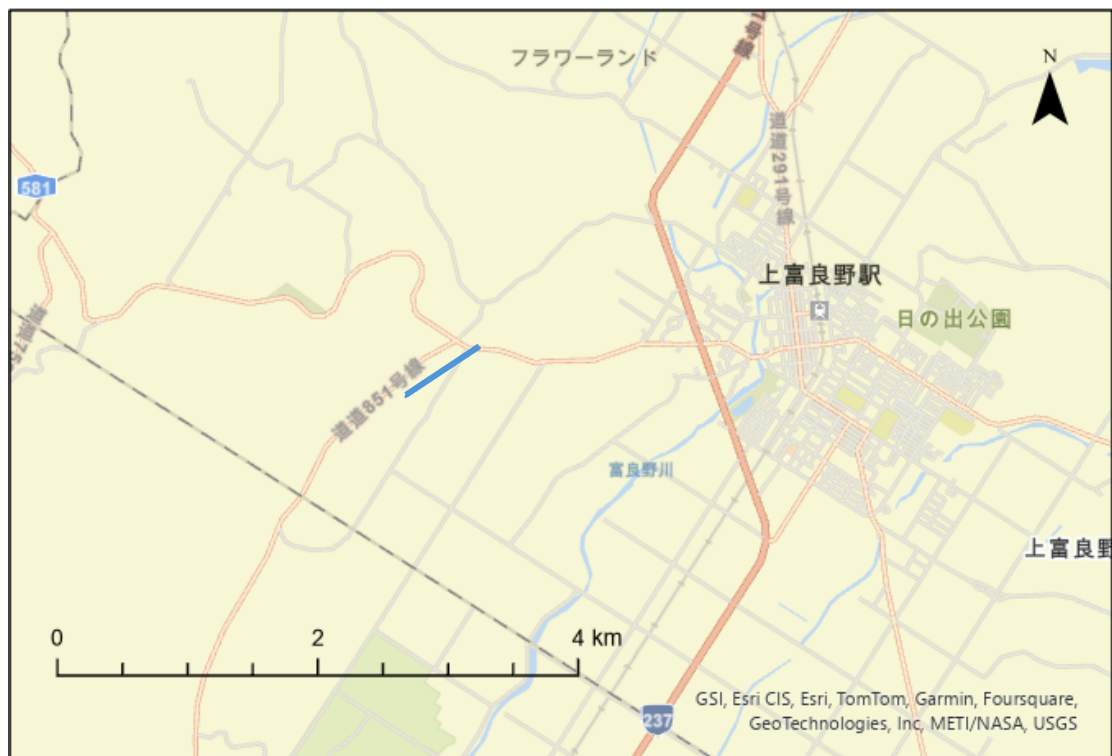 フラワーランド
7号線
N
道道291号線
581
上富良野駅
日の出公園
道道851号線
富良野川
上富良野
0 2 4 km
237
GSI, Esri CIS, Esri, TomTom, Garmin, Foursquare,
GeoTechnologies, Inc, METI/NASA, USGS